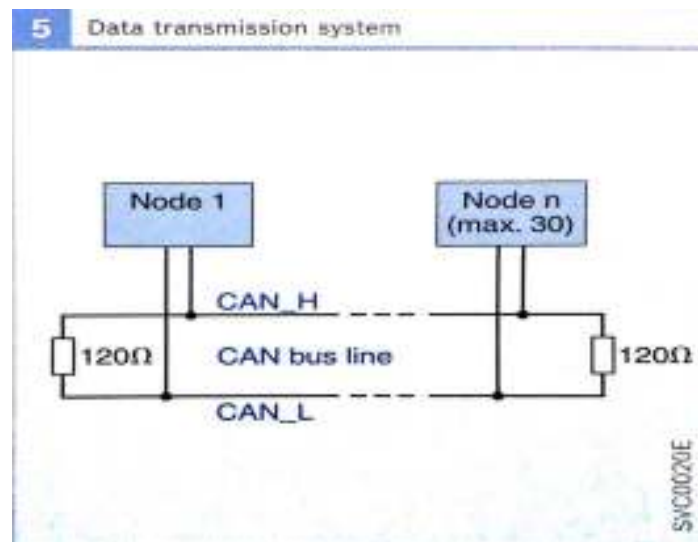 5 Data transmission system
Node 1
Node n
(max. 30)
CAN_H
120Ω
CAN bus line
120Ω
CAN_L
SVC0020E